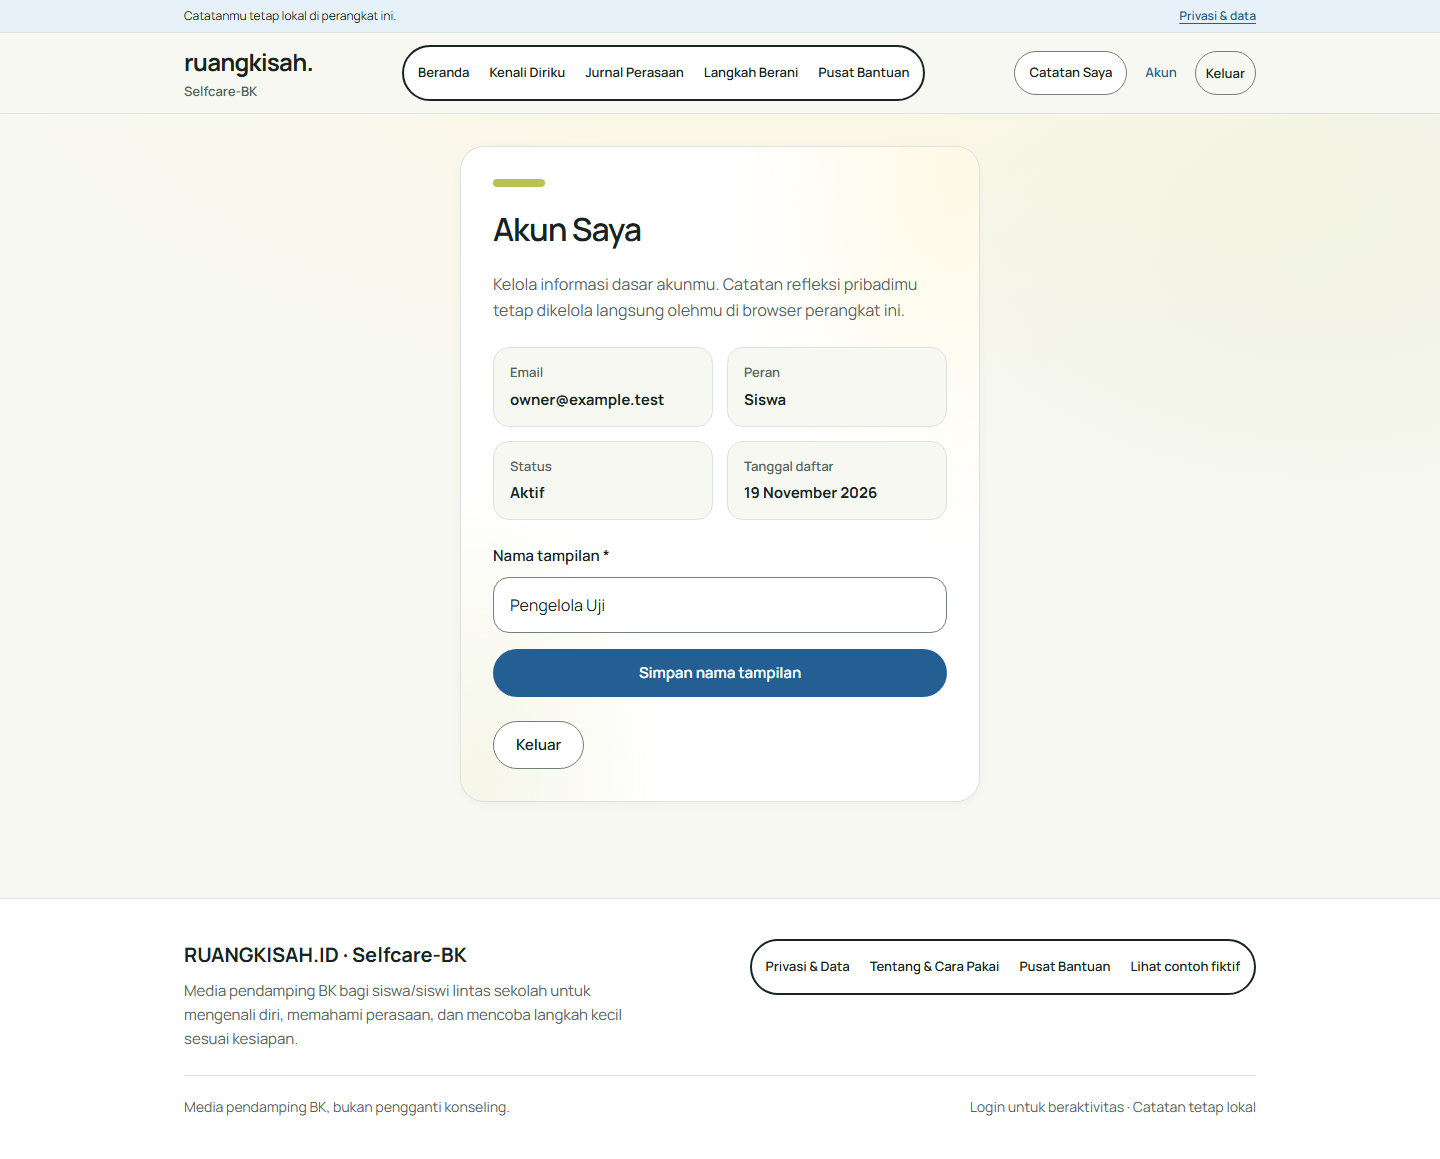 Catatanmu tetap lokal di perangkat ini.
Privasi & data
ruangkisah.
Selfcare-BK
Beranda
Kenali Diriku
Jurnal Perasaan
Langkah Berani
Pusat Bantuan
Catatan Saya
Akun
Keluar
Akun Saya
Kelola informasi dasar akunmu. Catatan refleksi pribadimu
tetap dikelola langsung olehmu di browser perangkat ini.
Email
owner@example.test
Peran
Siswa
Status
Aktif
Tanggal daftar
19 November 2026
Nama tampilan *
Pengelola Uji
Simpan nama tampilan
Keluar
RUANGKISAH.ID · Selfcare-BK
Media pendamping BK bagi siswa/siswi lintas sekolah untuk
mengenali diri, memahami perasaan, dan mencoba langkah kecil
sesuai kesiapan.
Privasi & Data
Tentang & Cara Pakai
Pusat Bantuan
Lihat contoh fiktif
Media pendamping BK, bukan pengganti konseling.
Login untuk beraktivitas · Catatan tetap lokal